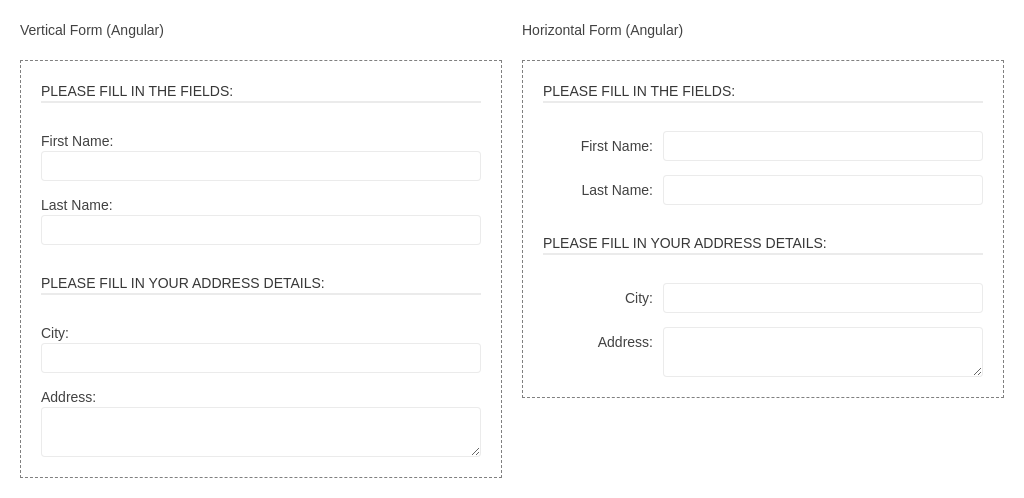 Vertical Form (Angular)
PLEASE FILL IN THE FIELDS:
First Name:
Last Name:
PLEASE FILL IN YOUR ADDRESS DETAILS:
City:
Address:
Horizontal Form (Angular)
PLEASE FILL IN THE FIELDS:
First Name:
Last Name:
PLEASE FILL IN YOUR ADDRESS DETAILS:
City:
Address: